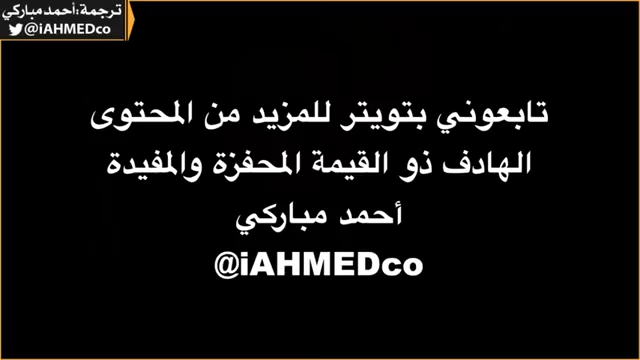 ترجمة:أحمد مباركي
@iAHMEDco
تابعوني بتويتر للمزيد من المحتوى
الهادف ذو القيمة المحفزة والمفيدة
أحمد مباركي
@iAHMEDco